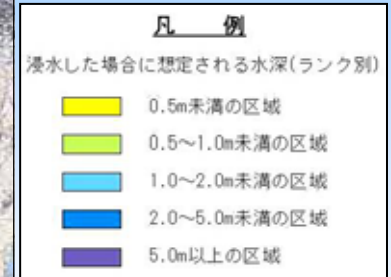 凡　例
浸水した場合に想定される水深(ランク別)
0.5m未満の区域
0.5～1.0m未満の区域
1.0～2.0m未満の区域
2.0～5.0m未満の区域
5.0m以上の区域